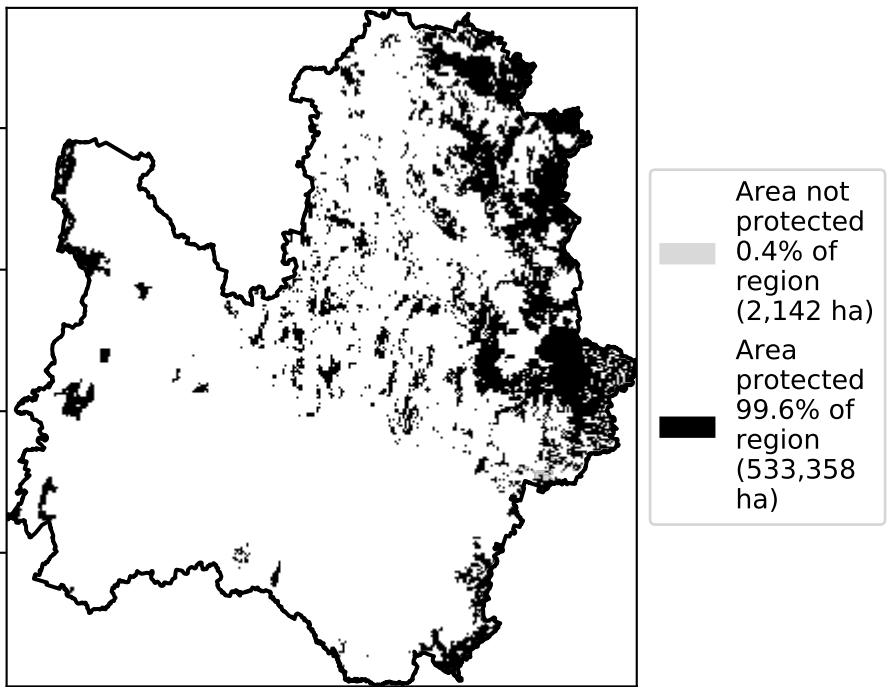 Area not
protected
0.4% of
region
(2,142 ha)
Area
protected
99.6% of
region
(533,358
ha)